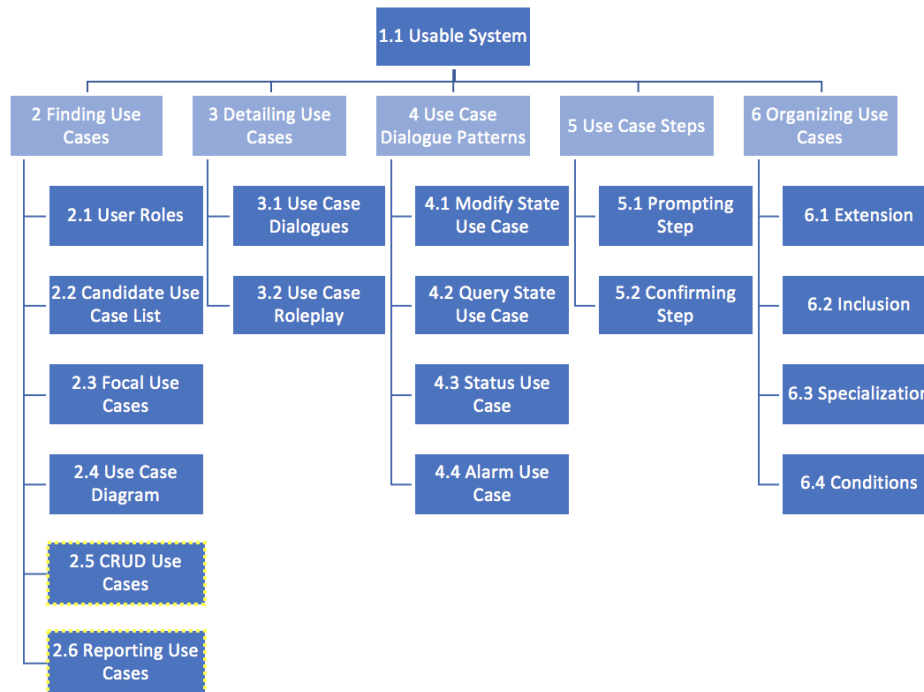 1.1 Usable System
2 Finding Use
Cases
3 Detailing Use
Cases
4 Use Case
Dialogue Patterns
5 Use Case Steps
6 Organizing Use
Cases
2.1 User Roles
2.2 Candidate Use
Case List
2.3 Focal Use
Cases
2.4 Use Case
Diagram
2.5 CRUD Use
Cases
2.6 Reporting Use
Cases
3.1 Use Case
Dialogues
3.2 Use Case
Roleplay
4.1 Modify State
Use Case
4.2 Query State
Use Case
4.3 Status Use
Case
4.4 Alarm Use
Case
5.1 Prompting
Step
5.2 Confirming
Step
6.1 Extension
6.2 Inclusion
6.3 Specialization
6.4 Conditions